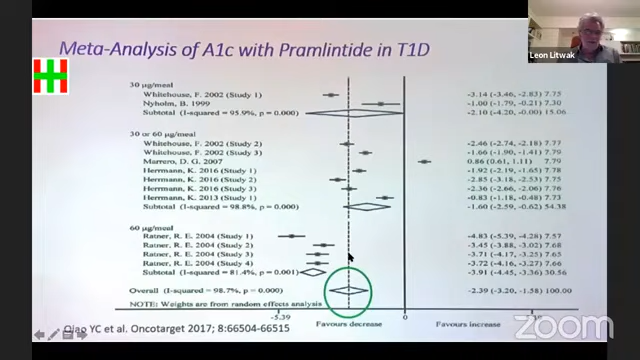 Leon Litwak
Meta-Analysis of A1c with Pramlintide in T1D
30 μg/meal
Whitehouse, F. 2002 (Study 1) -3.14 (-3.46, -2.83) 7.75
Nyholm, B. 1999 -1.00 (-1.79, -0.21) 7.30
Subtotal (I-squared = 95.9%, p = 0.000) -2.10 (-4.20, -0.00) 15.06
30 or 60 μg/meal
Whitehouse, F. 2002 (Study 2) -2.46 (-2.74, -2.18) 7.77
Whitehouse, F. 2002 (Study 3) -1.66 (-1.90, -1.41) 7.79
Marrero, D. G. 2007 0.86 (0.61, 1.11) 7.79
Herrmann, K. 2016 (Study 1) -1.92 (-2.19, -1.65) 7.78
Herrmann, K. 2016 (Study 2) -2.85 (-3.18, -2.53) 7.75
Herrmann, K. 2016 (Study 3) -2.36 (-2.66, -2.06) 7.76
Herrmann, K. 2013 (Study 1) -0.83 (-1.18, -0.48) 7.73
Subtotal (I-squared = 98.8%, p = 0.000) -1.60 (-2.59, -0.62) 54.38
60 μg/meal
Ratner, R. E. 2004 (Study 1) -4.83 (-5.39, -4.28) 7.57
Ratner, R. E. 2004 (Study 2) -3.45 (-3.88, -3.02) 7.68
Ratner, R. E. 2004 (Study 3) -3.71 (-4.17, -3.25) 7.65
Ratner, R. E. 2004 (Study 4) -3.72 (-4.16, -3.27) 7.66
Subtotal (I-squared = 81.4%, p = 0.001) -3.91 (-4.45, -3.36) 30.56
Overall (I-squared = 98.7%, p = 0.000) -2.39 (-3.20, -1.58) 100.00
NOTE: Weights are from random effects analysis
-5.39 0
Favours decrease Favours increase
Qiao YC et al. Oncotarget 2017; 8:66504-66515
zoom